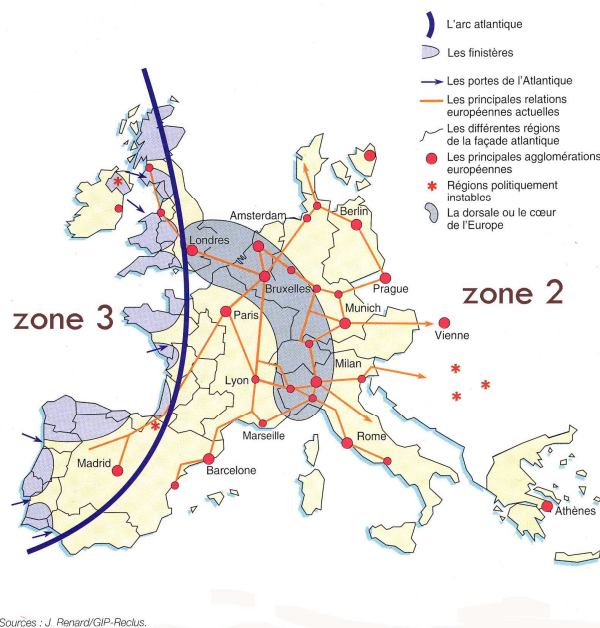 L'arc atlantique
Les finistères
Les portes de l'Atlantique
Les principales relations
européennes actuelles
Les différentes régions
de la façade atlantique
Les principales agglomérations
européennes
Régions politiquement
instables
La dorsale ou le cœur
de l'Europe
Amsterdam
Berlin
Londres
Bruxelles
Prague
zone 2
zone 3
Paris
Munich
Vienne
Milan
Lyon
Marseille
Rome
Madrid
Barcelone
Athènes
Sources : J. Renard/GIP-Reclus.